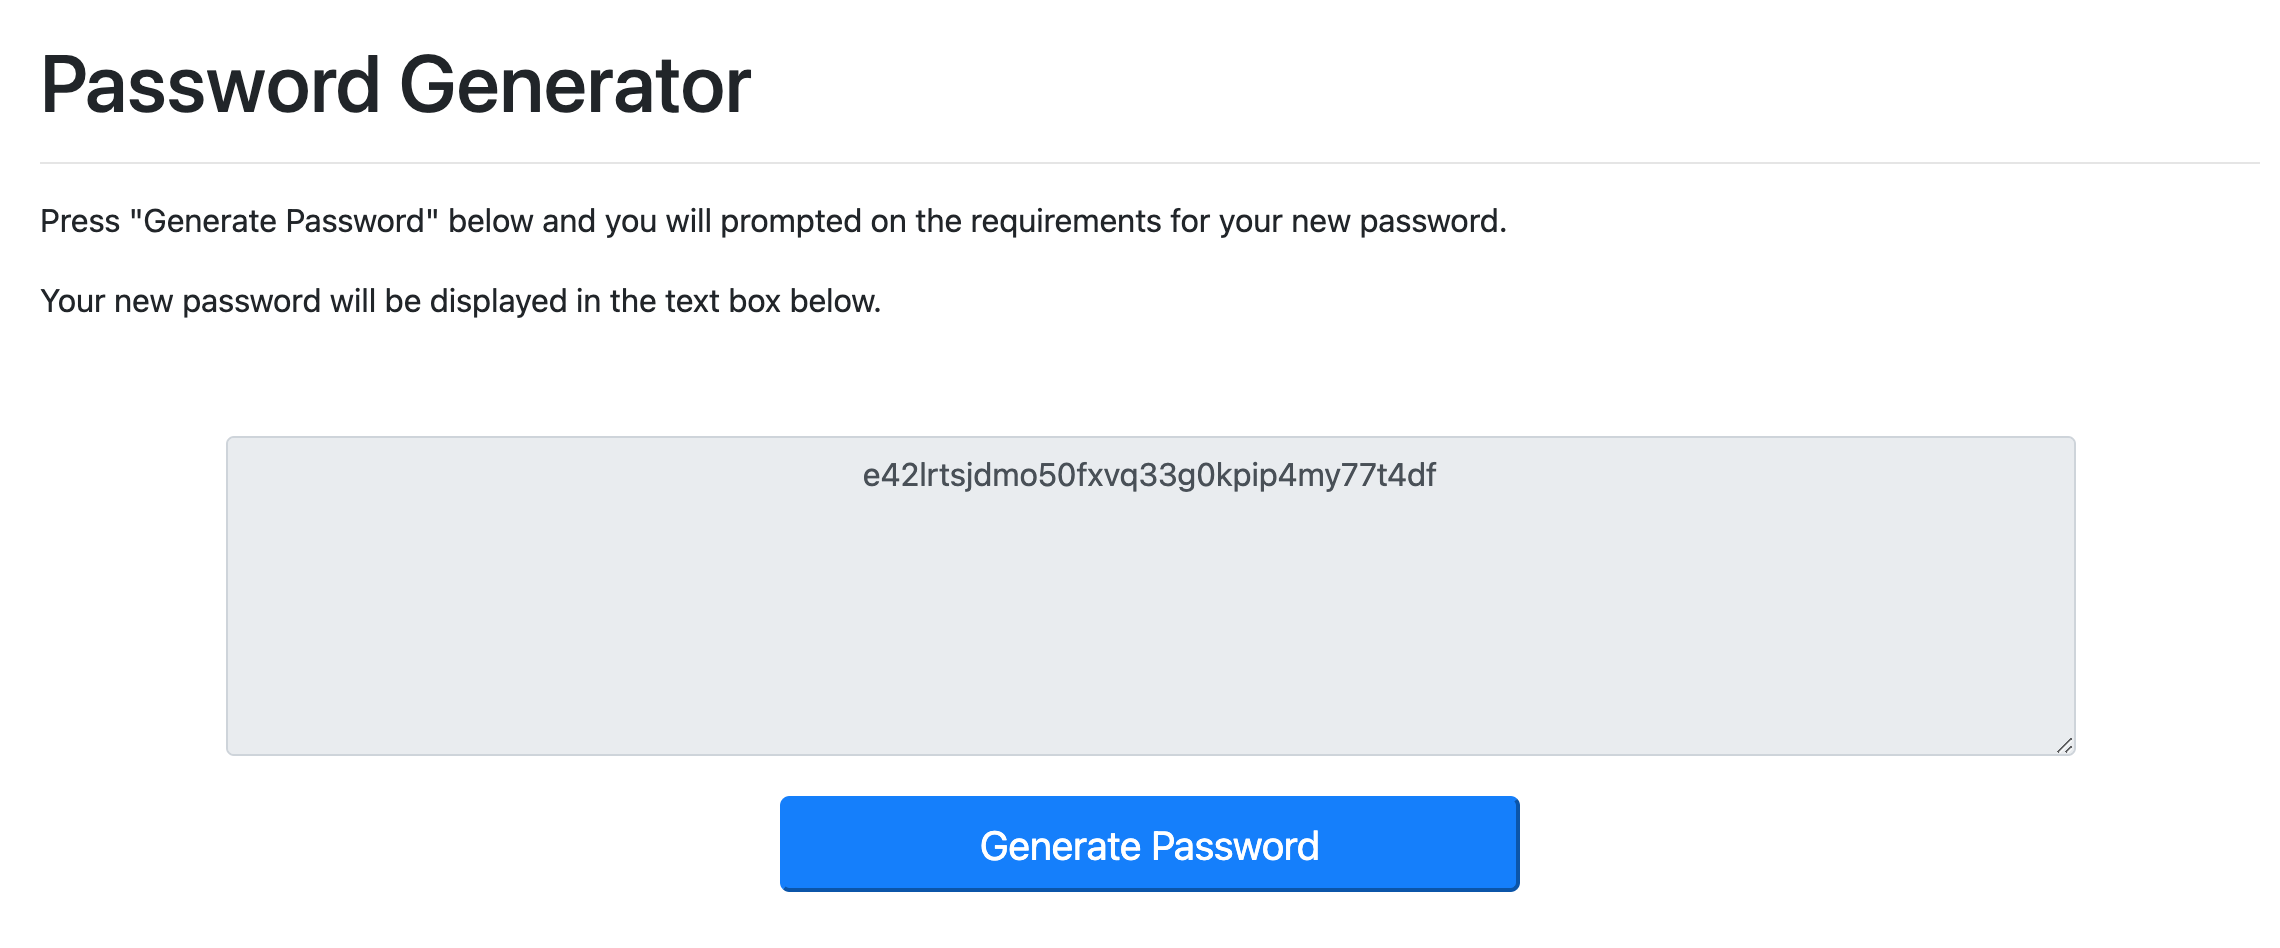 Password Generator
Press "Generate Password" below and you will prompted on the requirements for your new password.
Your new password will be displayed in the text box below.
e42lrtsjdmo50fxvq33g0kpip4my77t4df
Generate Password